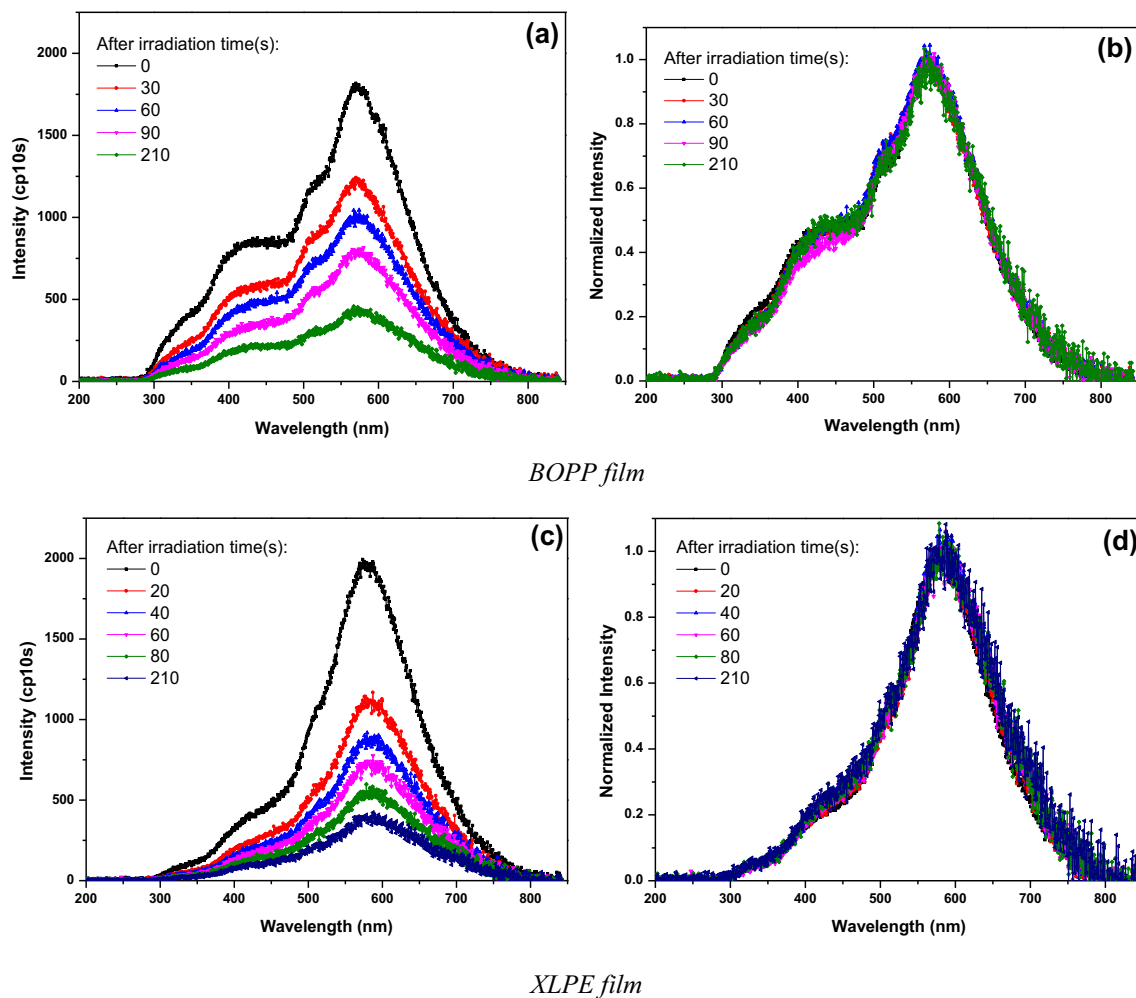 (a)
After irradiation time(s):
0
30
60
90
210
Intensity (cp10s)
2000
1500
1000
500
0
200 300 400 500 600 700 800
Wavelength (nm)
(b)
After irradiation time(s):
0
30
60
90
210
Normalized Intensity
1.0
0.8
0.6
0.4
0.2
0.0
200 300 400 500 600 700 800
Wavelength (nm)
BOPP film
(c)
After irradiation time(s):
0
20
40
60
80
210
Intensity (cp10s)
2000
1500
1000
500
0
200 300 400 500 600 700 800
Wavelength (nm)
(d)
After irradiation time(s):
0
20
40
60
80
210
Normalized Intensity
1.0
0.8
0.6
0.4
0.2
0.0
200 300 400 500 600 700 800
Wavelength (nm)
XLPE film